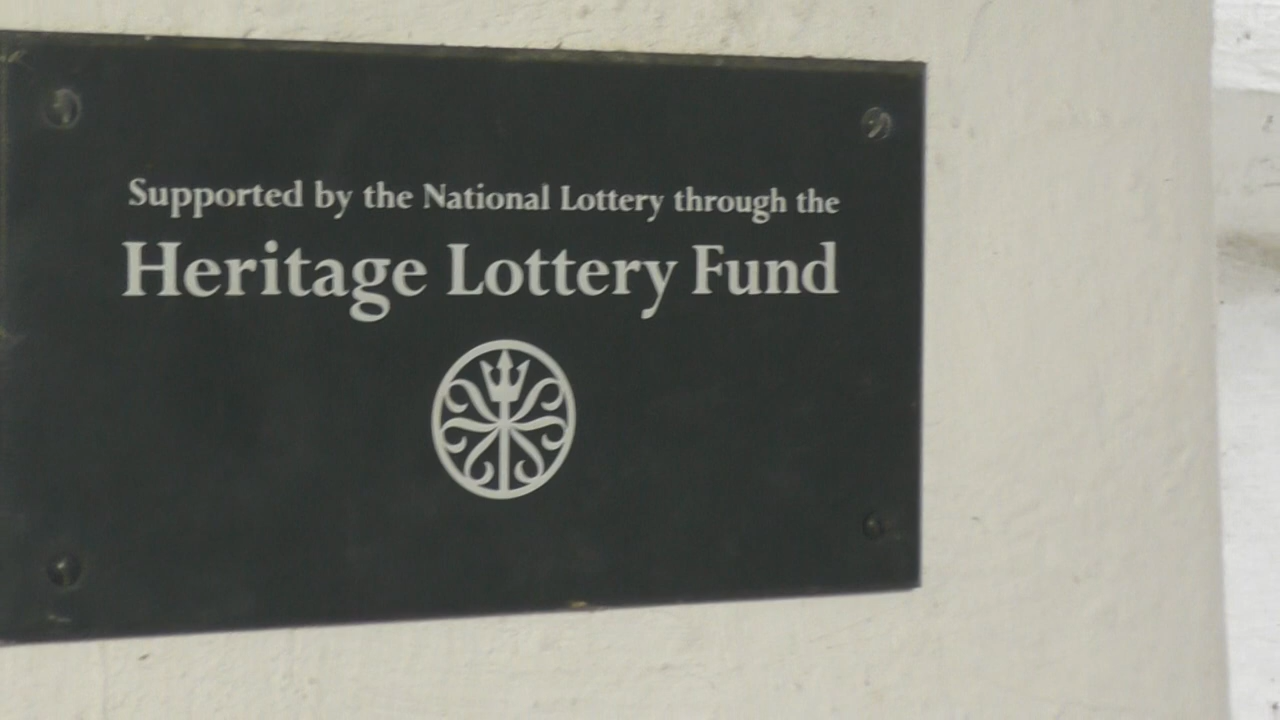 Supported by the National Lottery through the
Heritage Lottery Fund